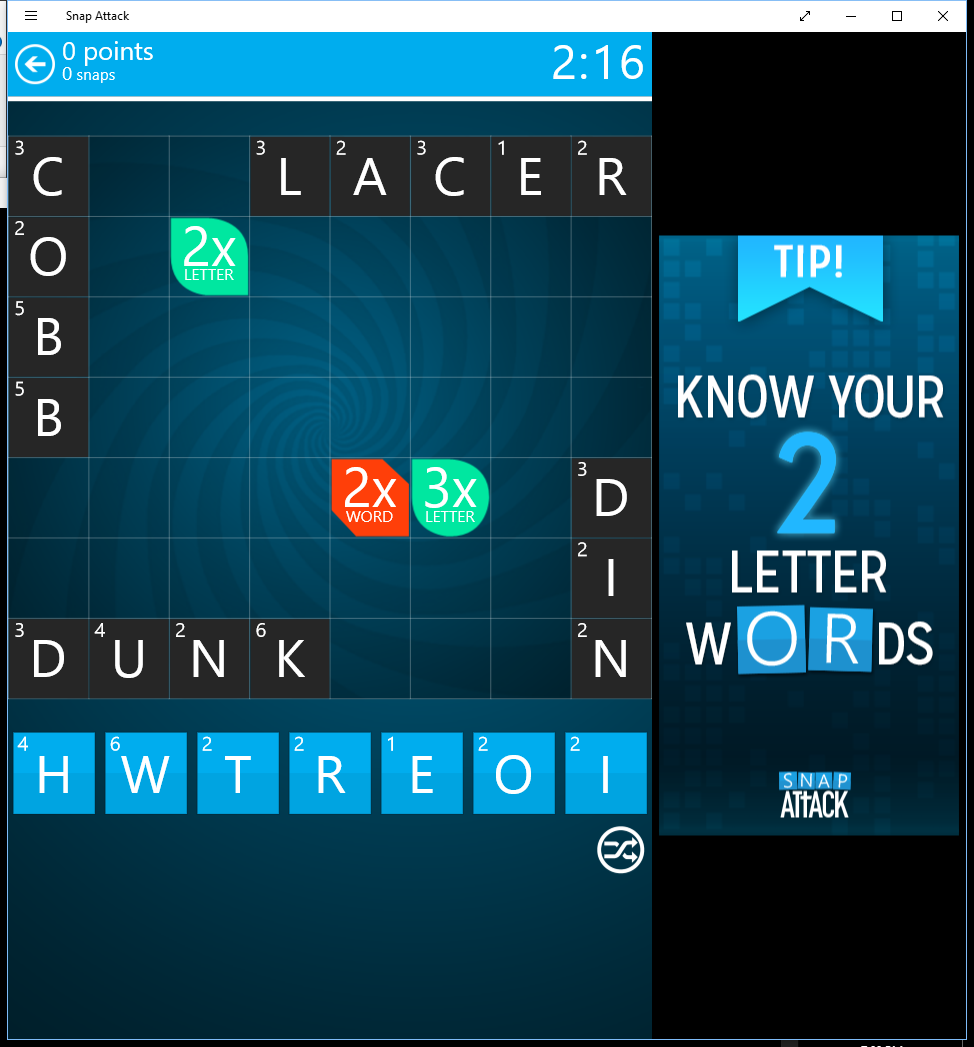 Snap Attack
0 points
0 snaps
2:16
3 C 3 L 2 A 3 C 1 E 2 R
2 O 2x LETTER
5 B
5 B
2x WORD 3x LETTER 3 D
2 I
3 D 4 U 2 N 6 K 2 N
4 H 6 W 2 T 2 R 1 E 2 O 2 I
TIP!
KNOW YOUR
2
LETTER
WORDS
SNAP
ATTACK